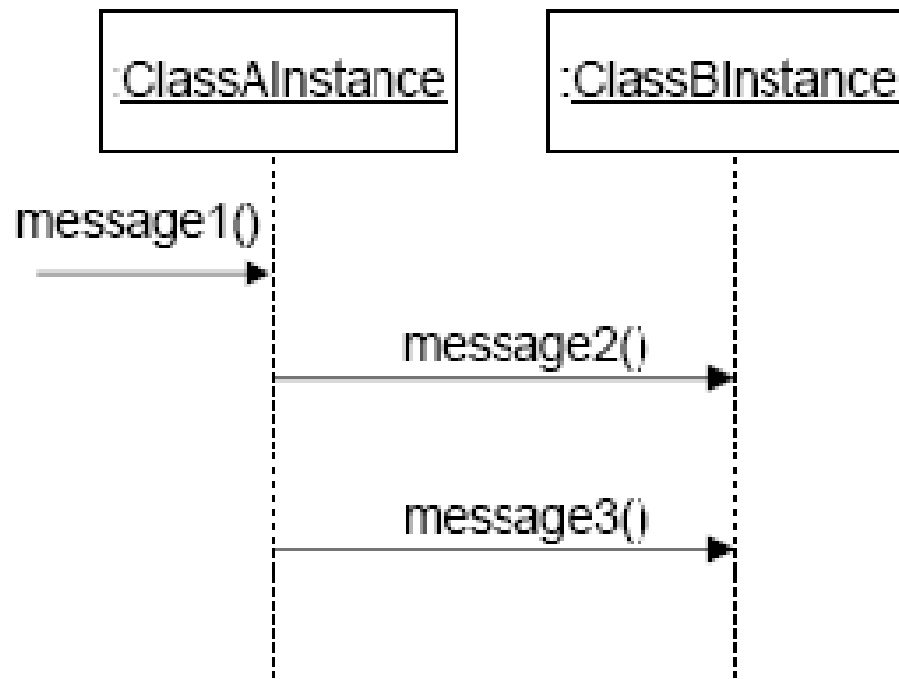 :ClassAInstance
:ClassBInstance
message1()
message2()
message3()